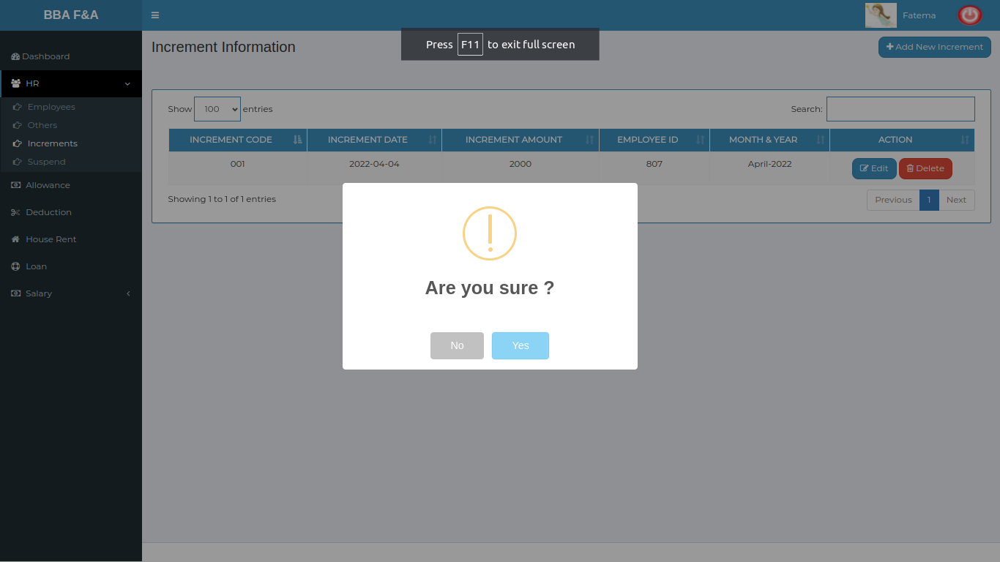 BBA F&A
Fatema
Press F11 to exit full screen
Increment Information
Add New Increment
Dashboard
HR
Employees
Others
Increments
Suspend
Allowance
Deduction
House Rent
Loan
Salary
Show 100 entries
Search:
INCREMENT CODE INCREMENT DATE INCREMENT AMOUNT EMPLOYEE ID MONTH & YEAR ACTION
001 2022-04-04 2000 807 April-2022 Edit Delete
Showing 1 to 1 of 1 entries
Previous 1 Next
Are you sure ?
No Yes